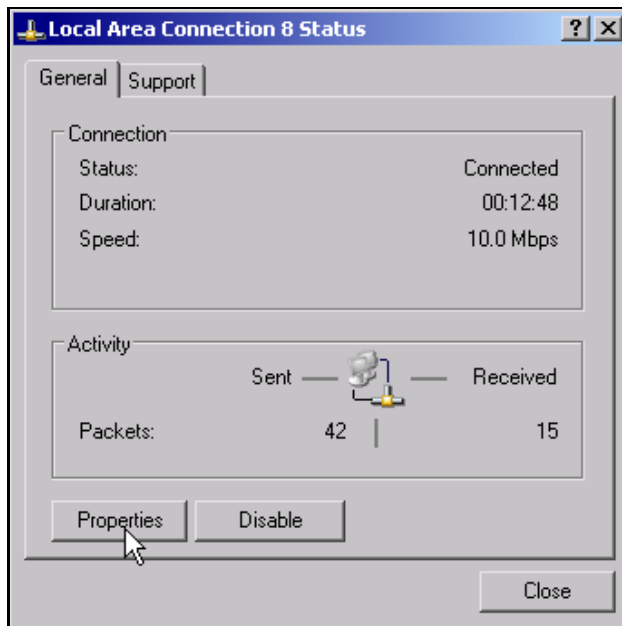 Local Area Connection 8 Status
General Support
Connection
Status: Connected
Duration: 00:12:48
Speed: 10.0 Mbps
Activity
Sent Received
Packets: 42 15
Properties Disable
Close